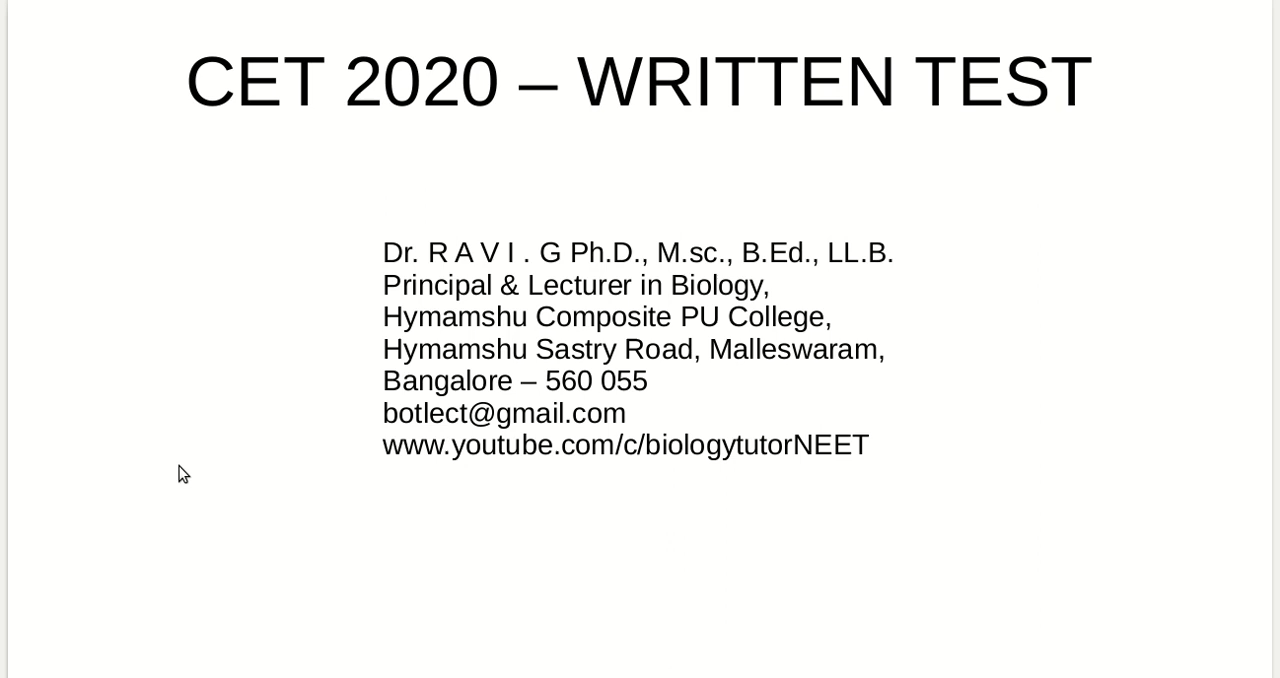 CET 2020 – WRITTEN TEST
Dr. R A V I . G Ph.D., M.sc., B.Ed., LL.B.
Principal & Lecturer in Biology,
Hymamshu Composite PU College,
Hymamshu Sastry Road, Malleswaram,
Bangalore – 560 055
botlect@gmail.com
www.youtube.com/c/biologytutorNEET